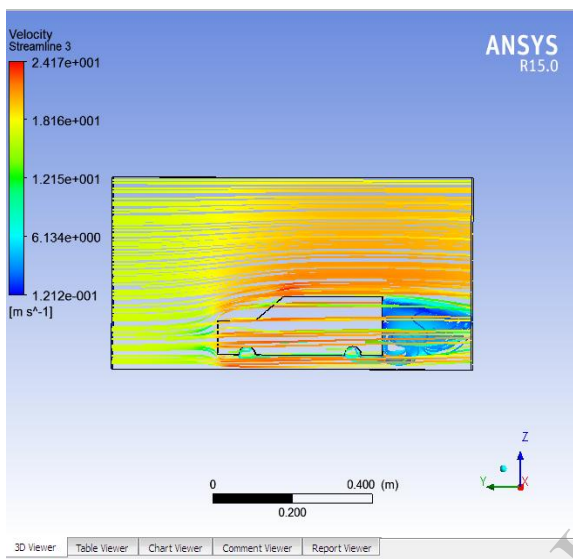 Velocity
Streamline 3
2.417e+001
1.816e+001
1.215e+001
6.134e+000
1.212e-001
[m s^-1]
ANSYS
R15.0
Z
Y
X
0
0.400 (m)
0.200
3D Viewer
Table Viewer
Chart Viewer
Comment Viewer
Report Viewer